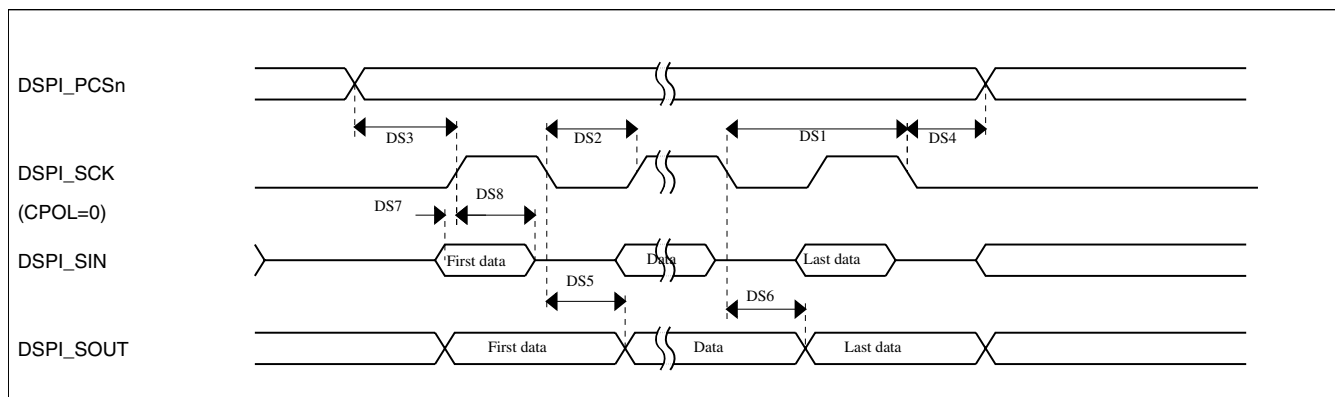 DSPI_PCSn
DS3
DS2
DS1
DS4
DSPI_SCK
(CPOL=0)
DS7
DS8
DSPI_SIN
First data
Data
Last data
DS5
DS6
DSPI_SOUT
First data
Data
Last data